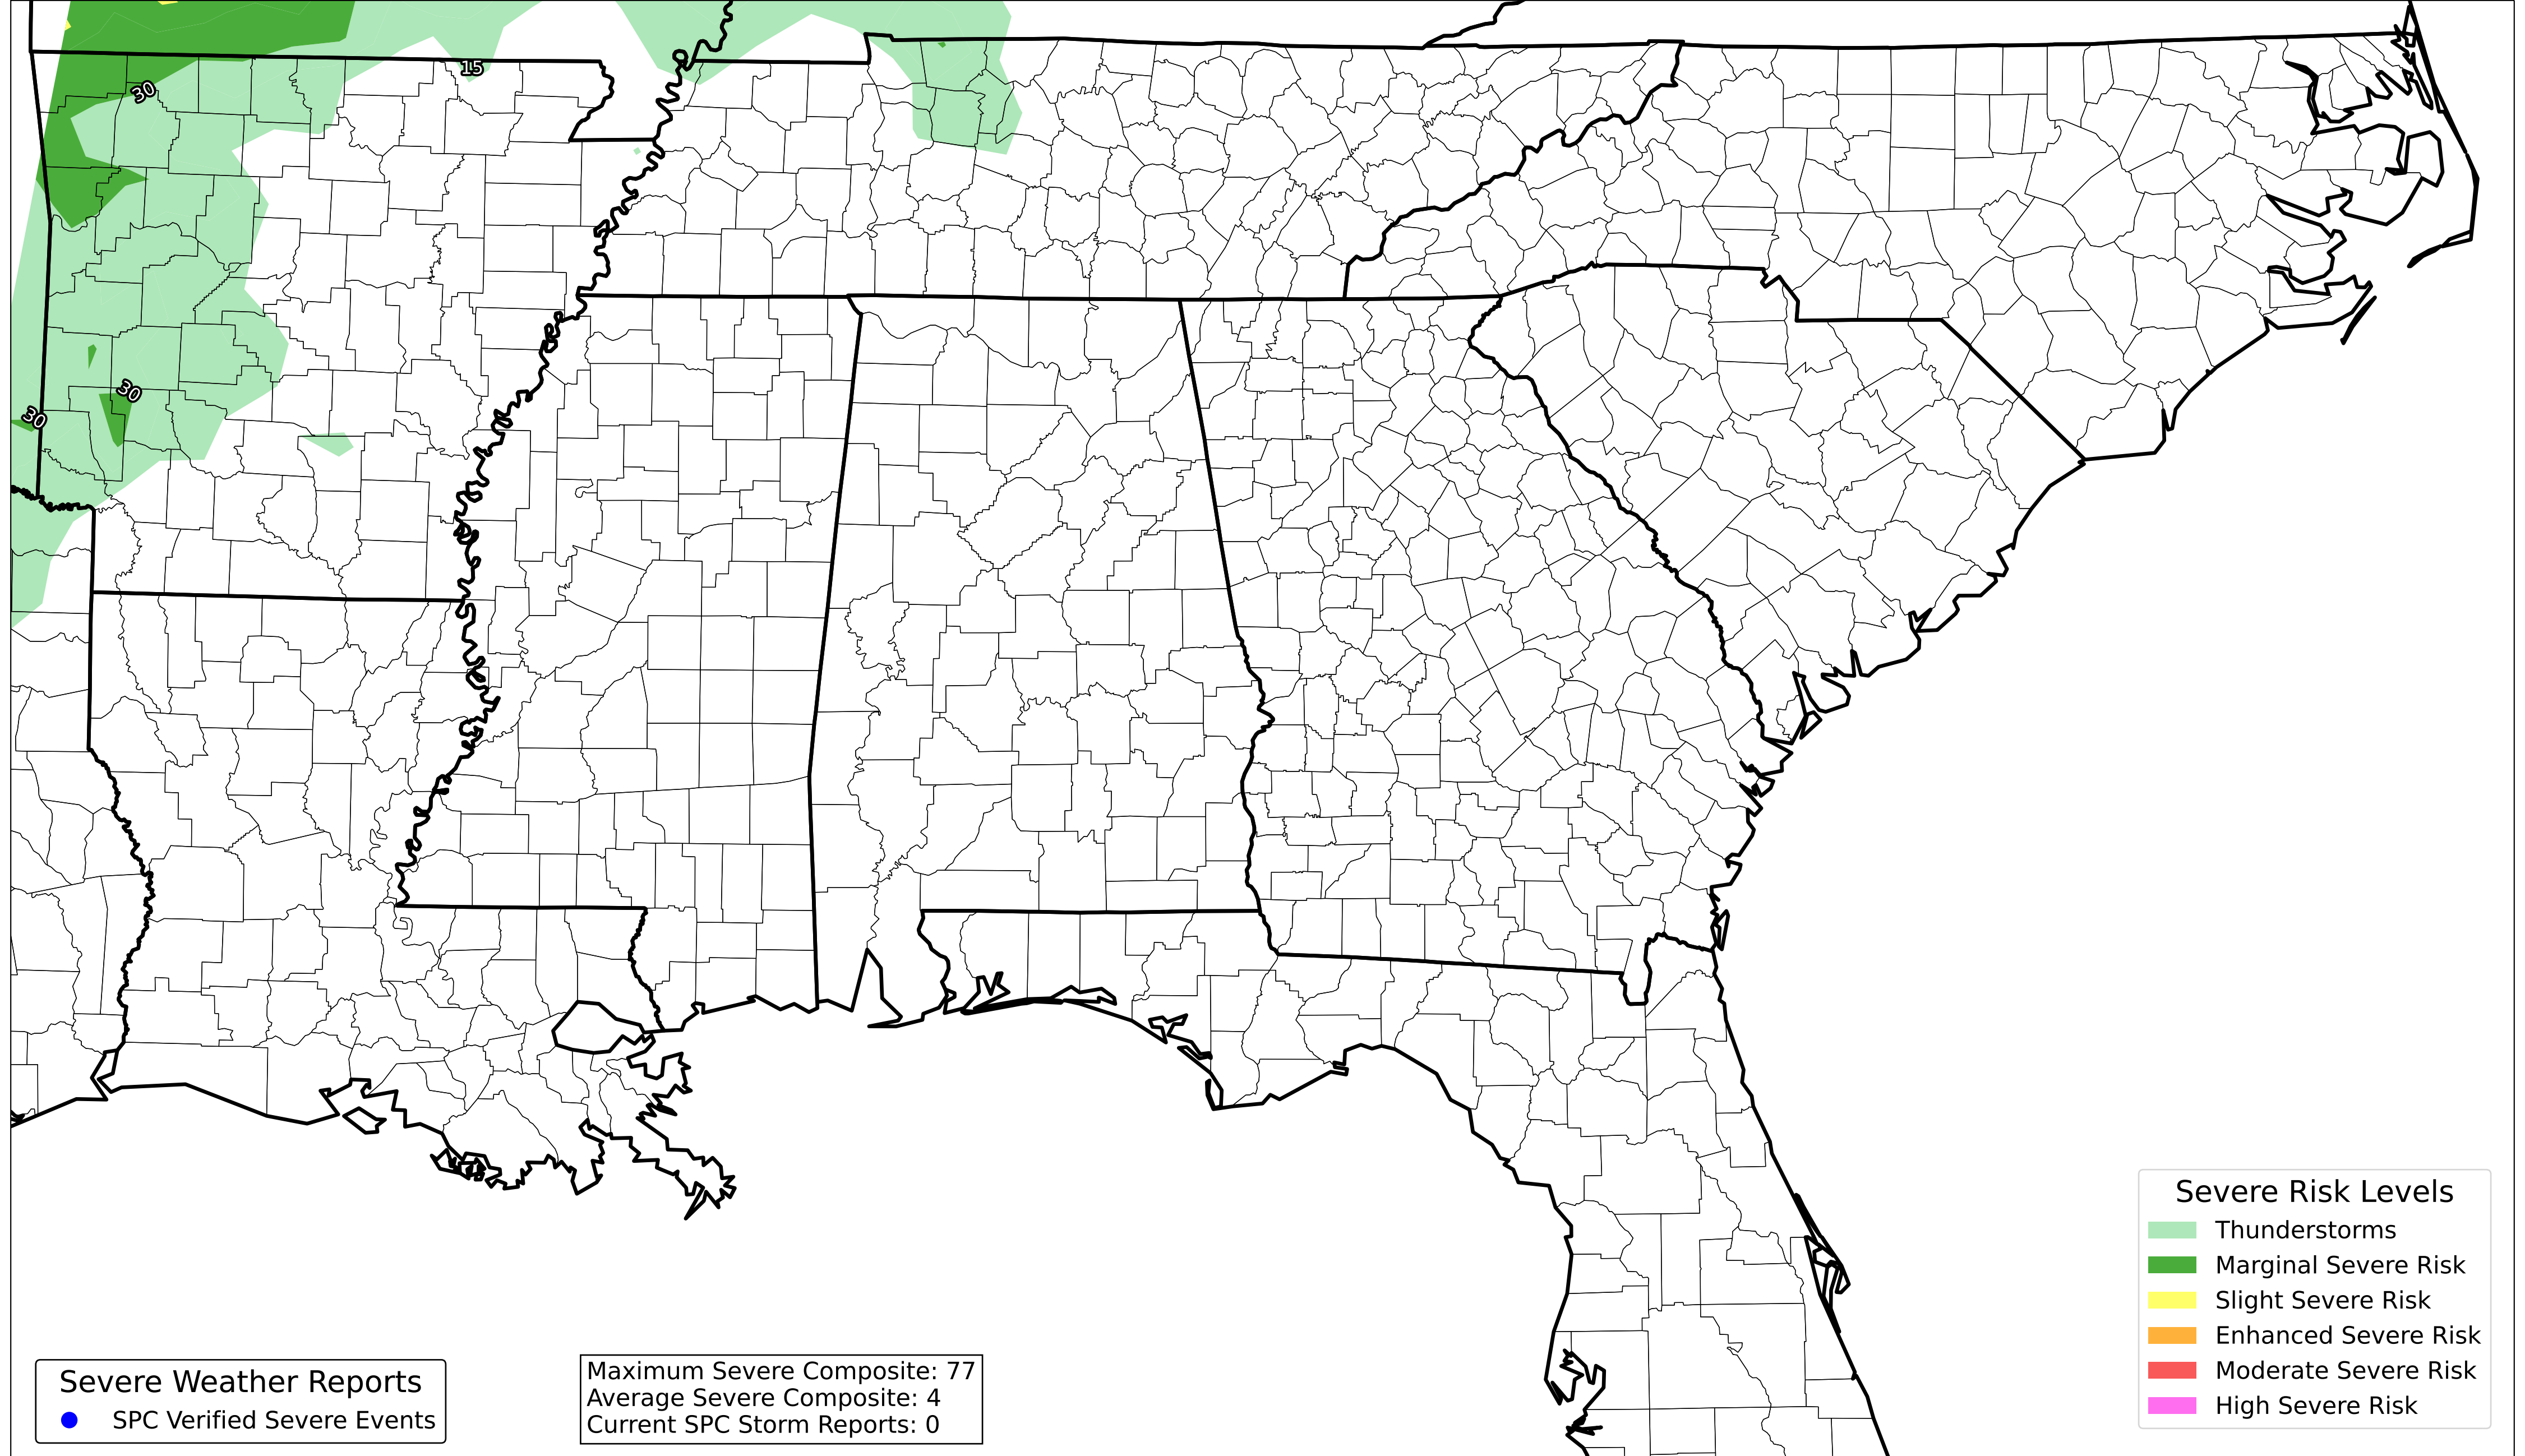 15
30
30
30
Severe Risk Levels
Thunderstorms
Marginal Severe Risk
Slight Severe Risk
Enhanced Severe Risk
Moderate Severe Risk
High Severe Risk
Severe Weather Reports
SPC Verified Severe Events
Maximum Severe Composite: 77
Average Severe Composite: 4
Current SPC Storm Reports: 0